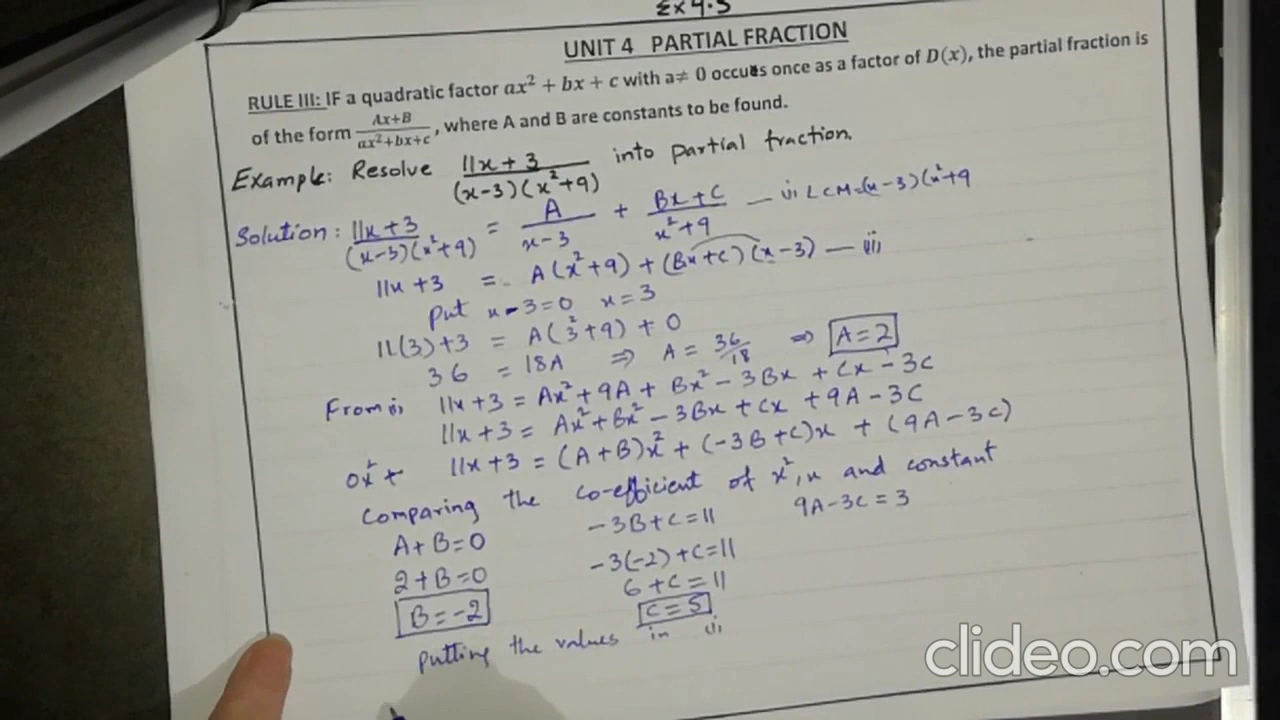 Ex 4.3
UNIT 4 PARTIAL FRACTION
RULE III: IF a quadratic factor ax² + bx + c with a≠ 0 occurs once as a factor of D(x), the partial fraction is
of the form Ax+B/ax²+bx+c, where A and B are constants to be found.
Example: Resolve 11x+3/(x-3)(x²+9) into partial fraction.
Solution: 11x+3/(x-3)(x²+9) = A/x-3 + Bx+C/x²+9 — (i) LCM=(x-3)(x²+9
11x+3 = A(x²+9) + (Bx+C)(x-3) — (ii)
put x-3=0 x=3
11(3)+3 = A(3²+9) + 0
36 = 18A ⇒ A = 36/18 ⇒ A=2
From (ii) 11x+3 = Ax²+9A + Bx²-3Bx + Cx-3C
11x+3 = Ax²+Bx²-3Bx+Cx+9A-3C
0x²+ 11x+3 = (A+B)x²+(-3B+C)x + (9A-3C)
Comparing the co-efficient of x², x and constant
A+B=0 -3B+C=11 9A-3C=3
2+B=0 -3(-2)+C=11
6+C=11
B=-2 C=5
putting the values in (i)
clideo.com